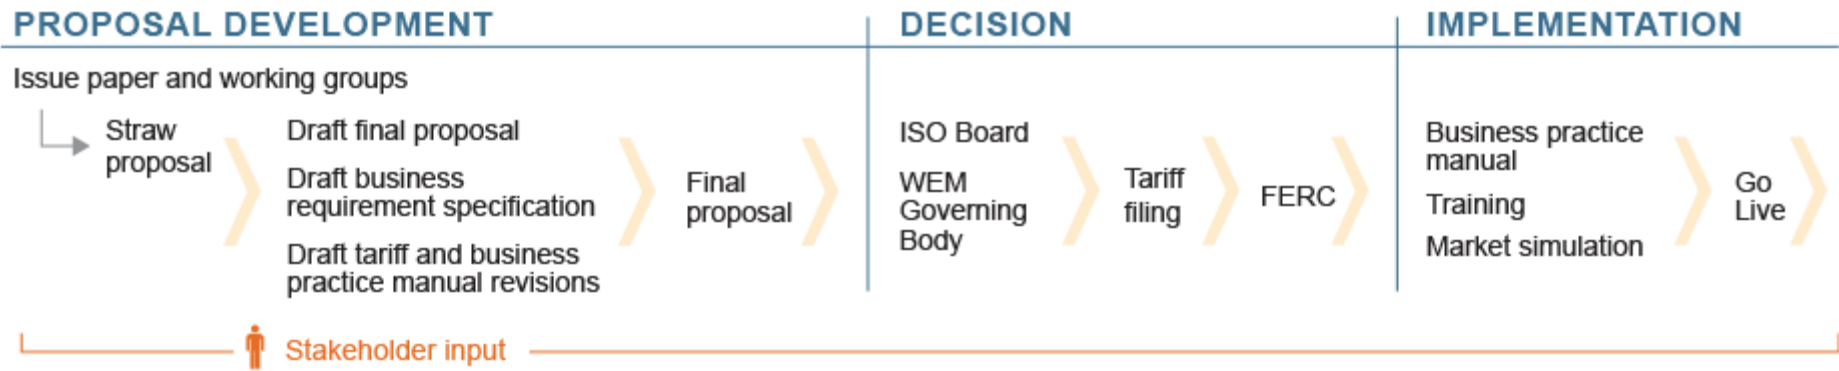 PROPOSAL DEVELOPMENT
Issue paper and working groups
Straw
proposal
Draft final proposal
Draft business
requirement specification
Draft tariff and business
practice manual revisions
Final
proposal
DECISION
ISO Board
WEM
Governing
Body
Tariff
filing
FERC
IMPLEMENTATION
Business practice
manual
Training
Market simulation
Go
Live
Stakeholder input